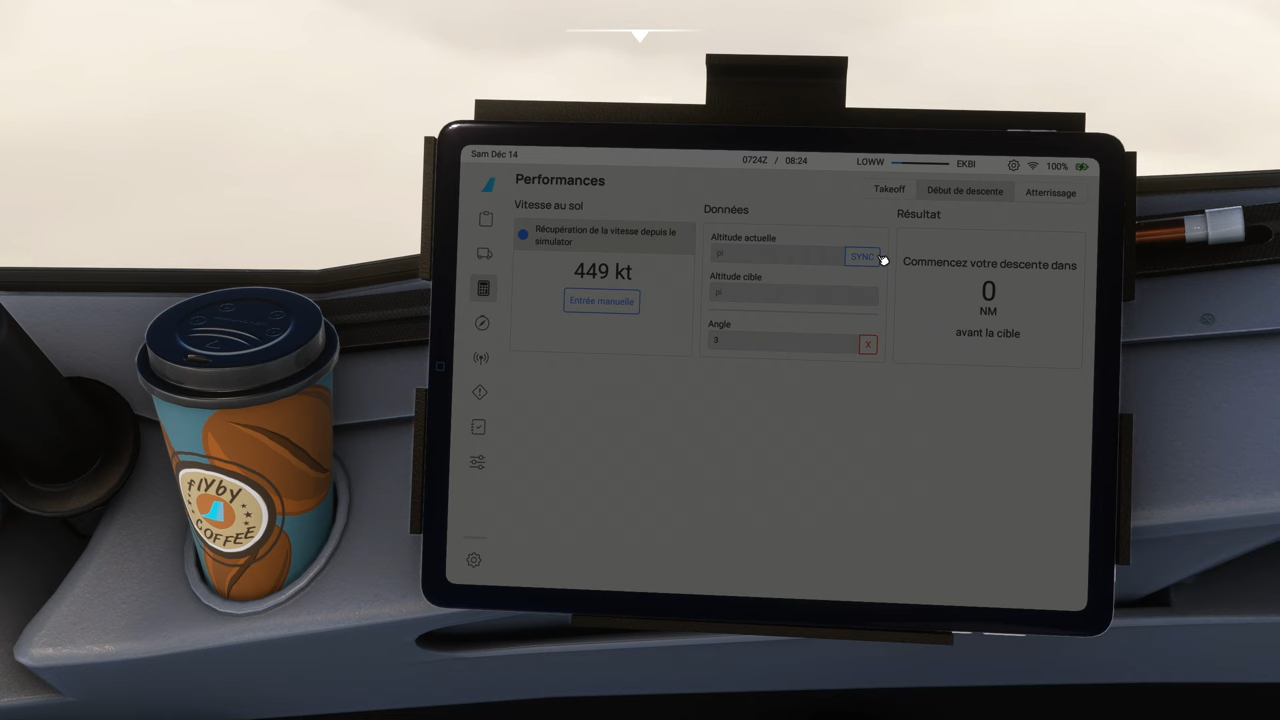 Sam Déc 14
0724Z / 08:24
LOWW
EKBI
100%
Performances
Takeoff
Début de descente
Atterrissage
Vitesse au sol
Récupération de la vitesse depuis le
simulator
449 kt
Entrée manuelle
Données
Altitude actuelle
pi
SYNC
Altitude cible
pi
Angle
3
X
Résultat
Commencez votre descente dans
0
NM
avant la cible
flyby
COFFEE